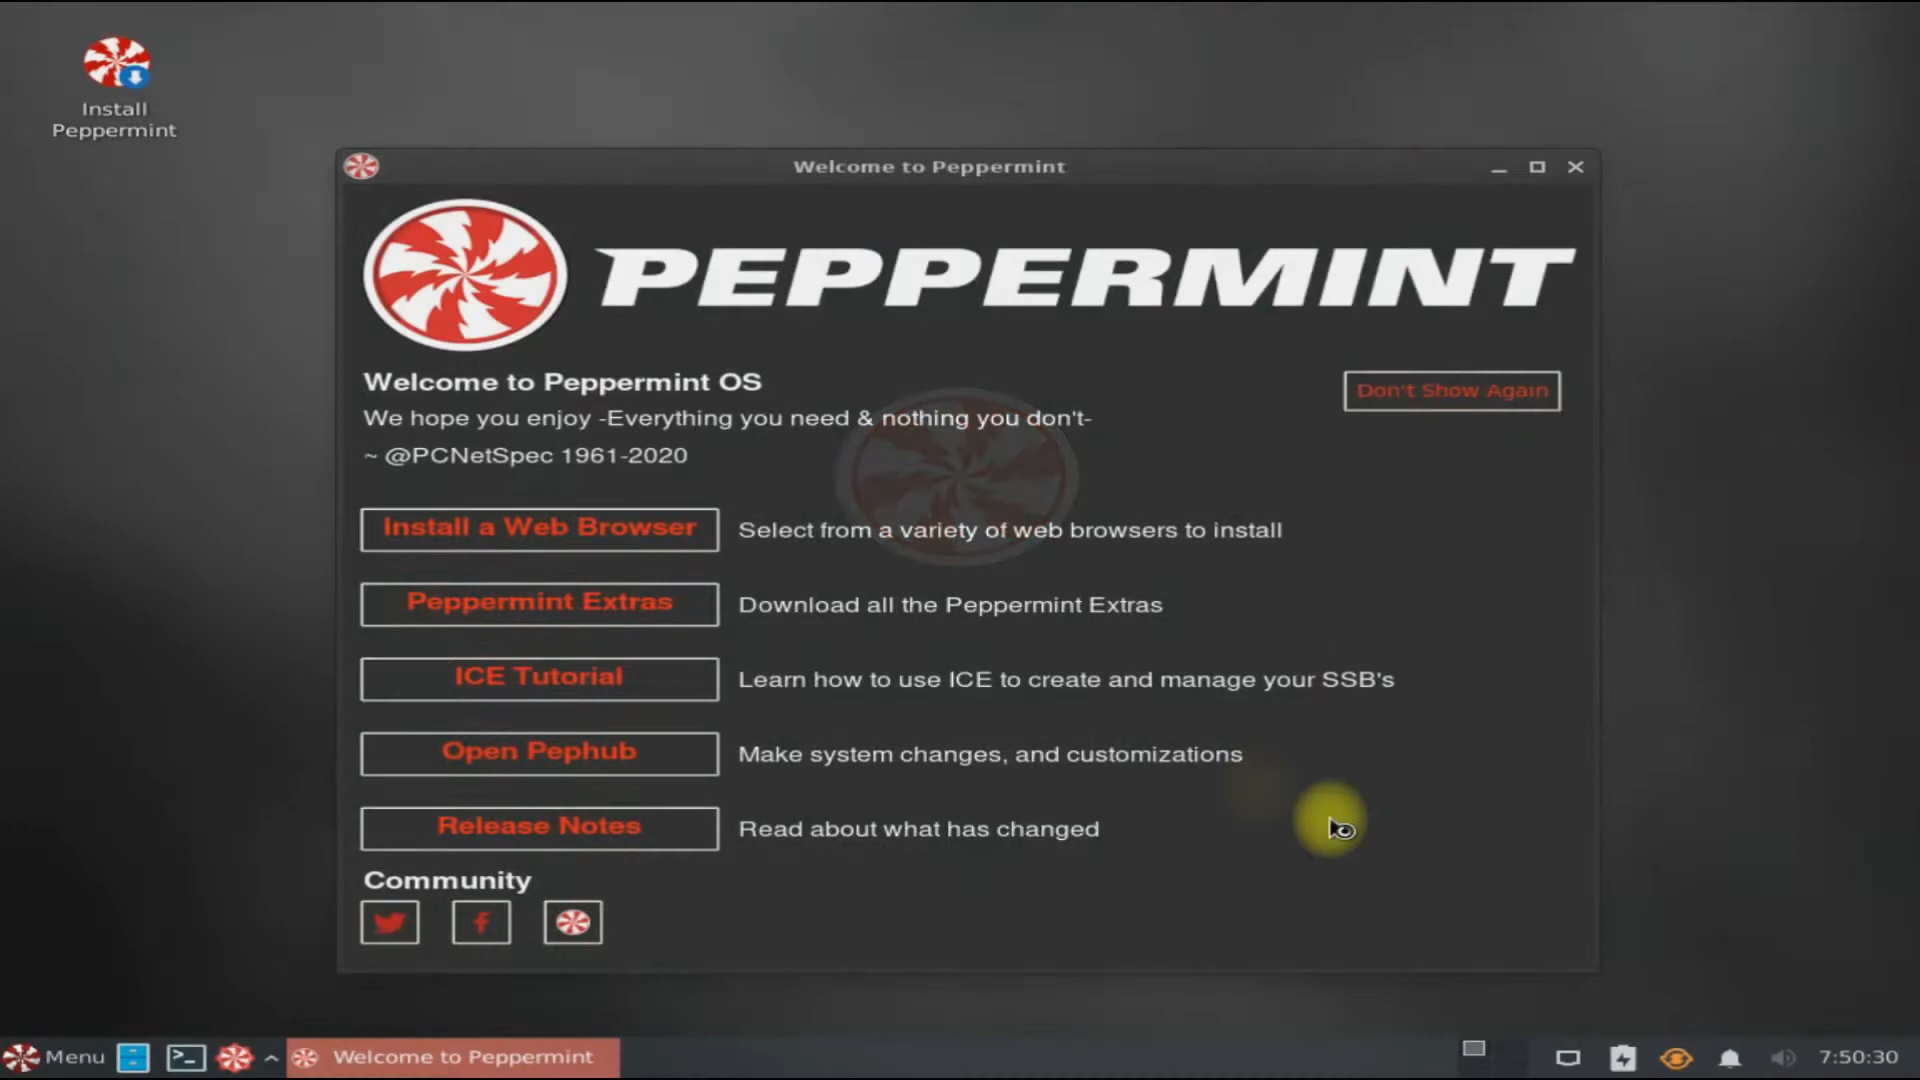 Install
Peppermint
Welcome to Peppermint
PEPPERMINT
Welcome to Peppermint OS
Don't Show Again
We hope you enjoy -Everything you need & nothing you don't-
~ @PCNetSpec 1961-2020
Install a Web Browser
Select from a variety of web browsers to install
Peppermint Extras
Download all the Peppermint Extras
ICE Tutorial
Learn how to use ICE to create and manage your SSB's
Open Pephub
Make system changes, and customizations
Release Notes
Read about what has changed
Community
Menu
Welcome to Peppermint
7:50:30